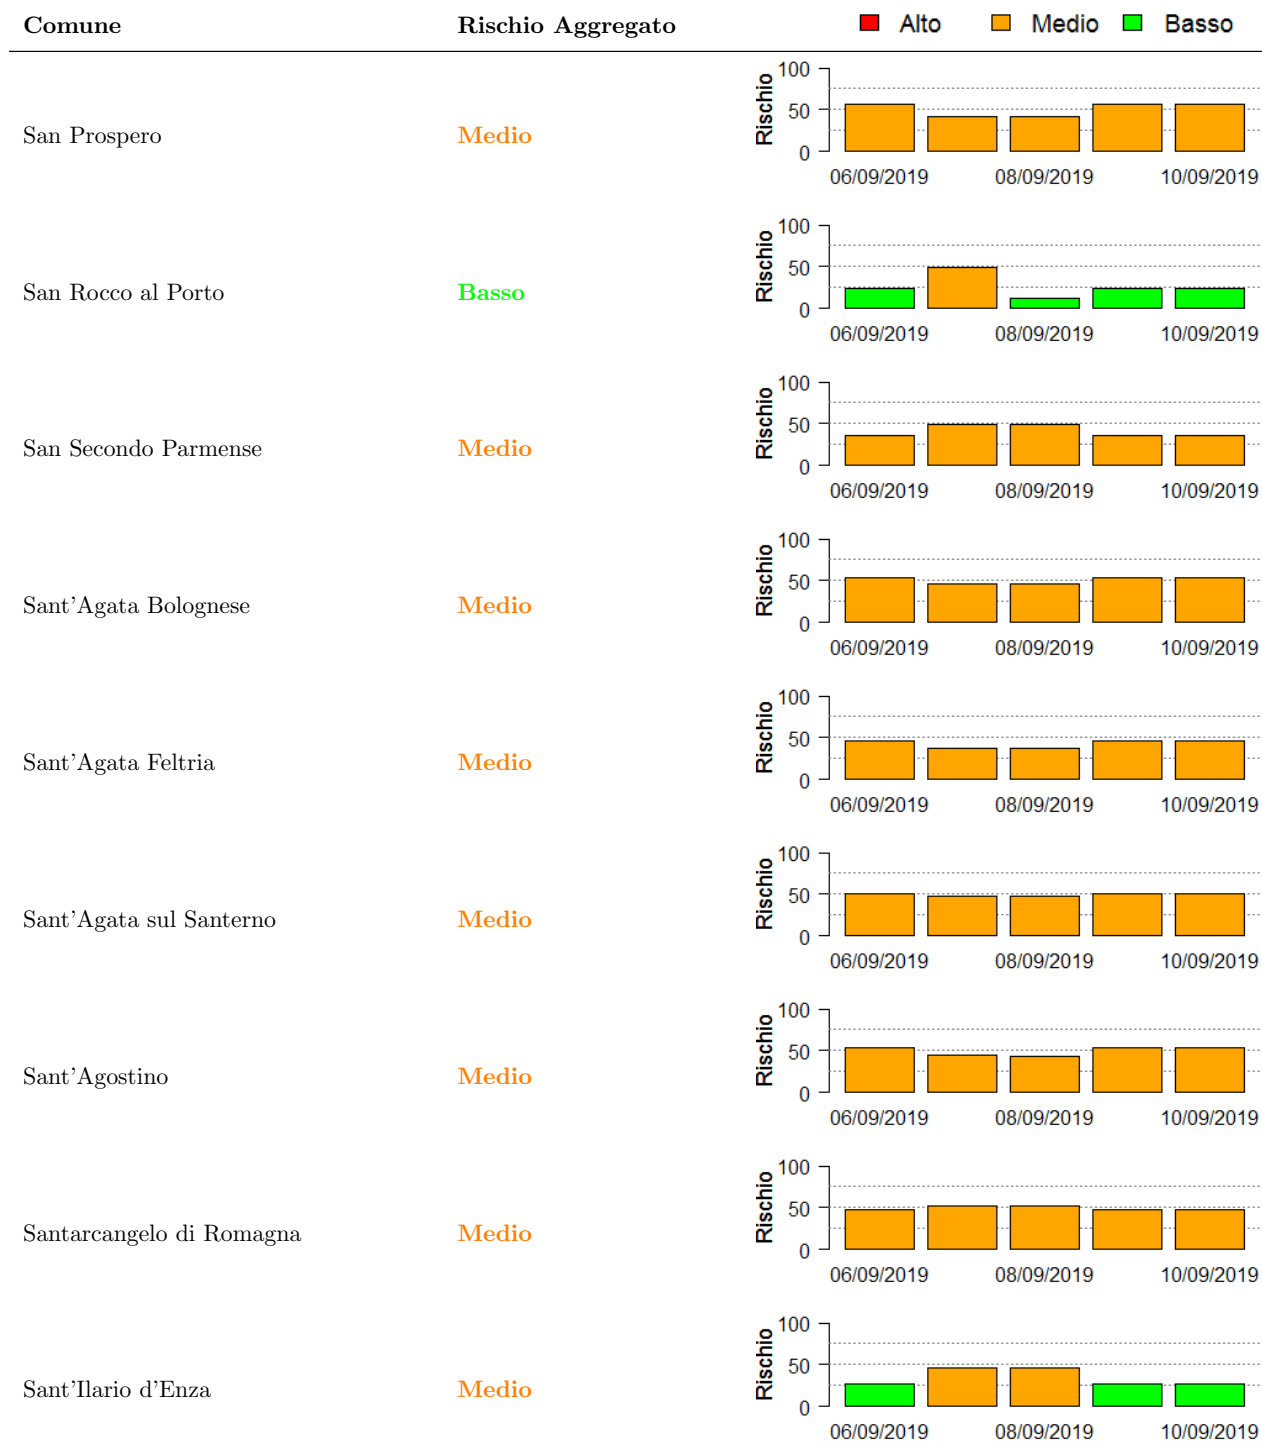 Comune Rischio Aggregato Alto Medio Basso
100
50
0
Rischio
San Prospero Medio
06/09/2019 08/09/2019 10/09/2019
100
50
0
Rischio
San Rocco al Porto Basso
06/09/2019 08/09/2019 10/09/2019
100
50
0
Rischio
San Secondo Parmense Medio
06/09/2019 08/09/2019 10/09/2019
100
50
0
Rischio
Sant'Agata Bolognese Medio
06/09/2019 08/09/2019 10/09/2019
100
50
0
Rischio
Sant'Agata Feltria Medio
06/09/2019 08/09/2019 10/09/2019
100
50
0
Rischio
Sant'Agata sul Santerno Medio
06/09/2019 08/09/2019 10/09/2019
100
50
0
Rischio
Sant'Agostino Medio
06/09/2019 08/09/2019 10/09/2019
100
50
0
Rischio
Santarcangelo di Romagna Medio
06/09/2019 08/09/2019 10/09/2019
100
50
0
Rischio
Sant'Ilario d'Enza Medio
06/09/2019 08/09/2019 10/09/2019